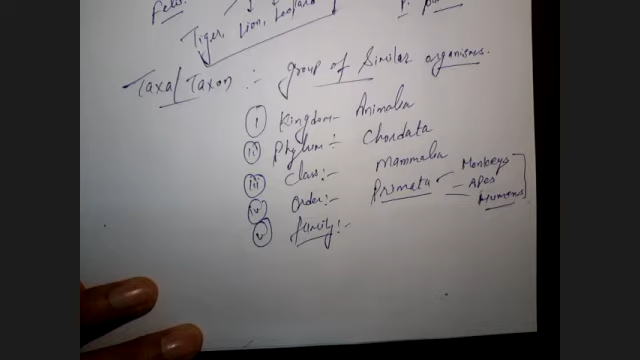 Tiger, Lion, Leopard
Taxa/Taxon :- Group of Similar organisms.
i Kingdom:- Animalia
ii Phylum :- Chordata
iii Class:- Mammalia
iv Order:- Primata - Monkeys
- Apes
- Humans
v family:-